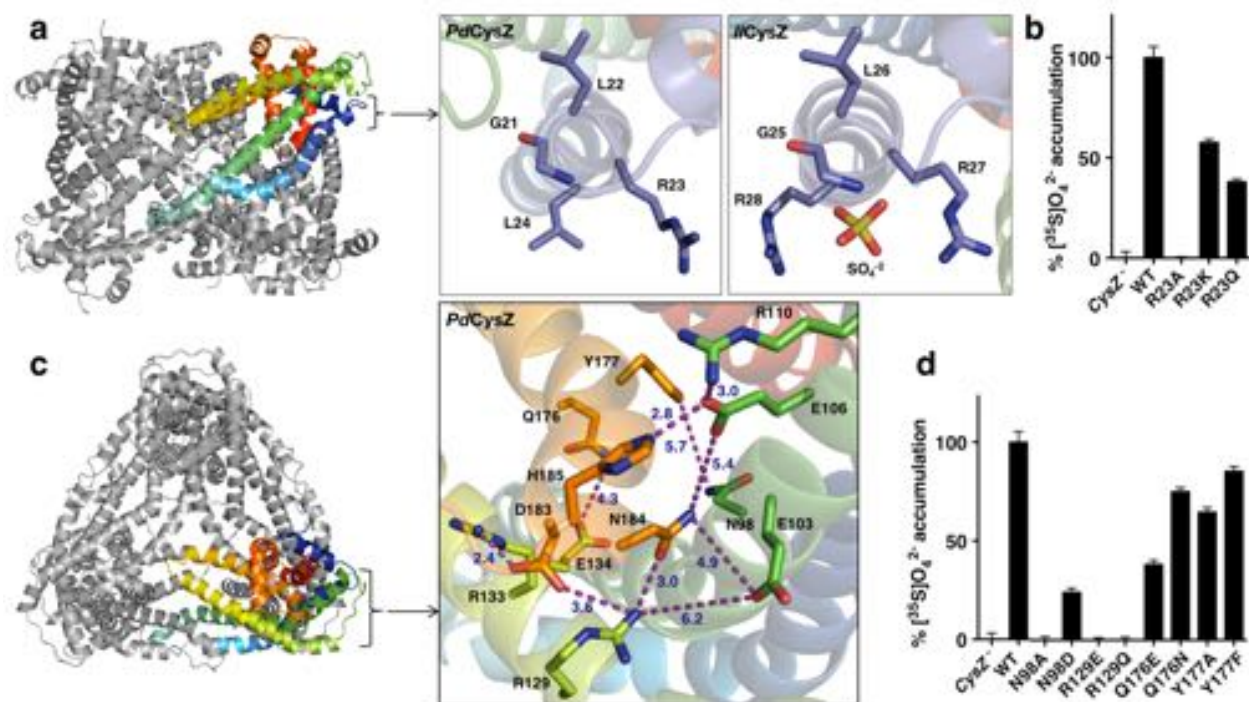 a
PdCysZ
L22
G21
R23
L24
IlCysZ
L26
G25
R27
R28
SO₄⁻²
b
% [³⁵S]O₄²⁻ accumulation
100
50
0
CysZ⁻
WT
R23A
R23K
R23Q
c
PdCysZ
R110
Y177
3.0
2.8
E106
Q176
5.7
5.4
H185
4.3
N98
E103
D183
N184
2.4
E134
4.9
3.0
R133
3.6
6.2
R129
d
% [³⁵S]O₄²⁻ accumulation
100
50
0
CysZ⁻
WT
N98A
N98D
R129E
R129Q
Q176E
Q176N
Y177A
Y177F